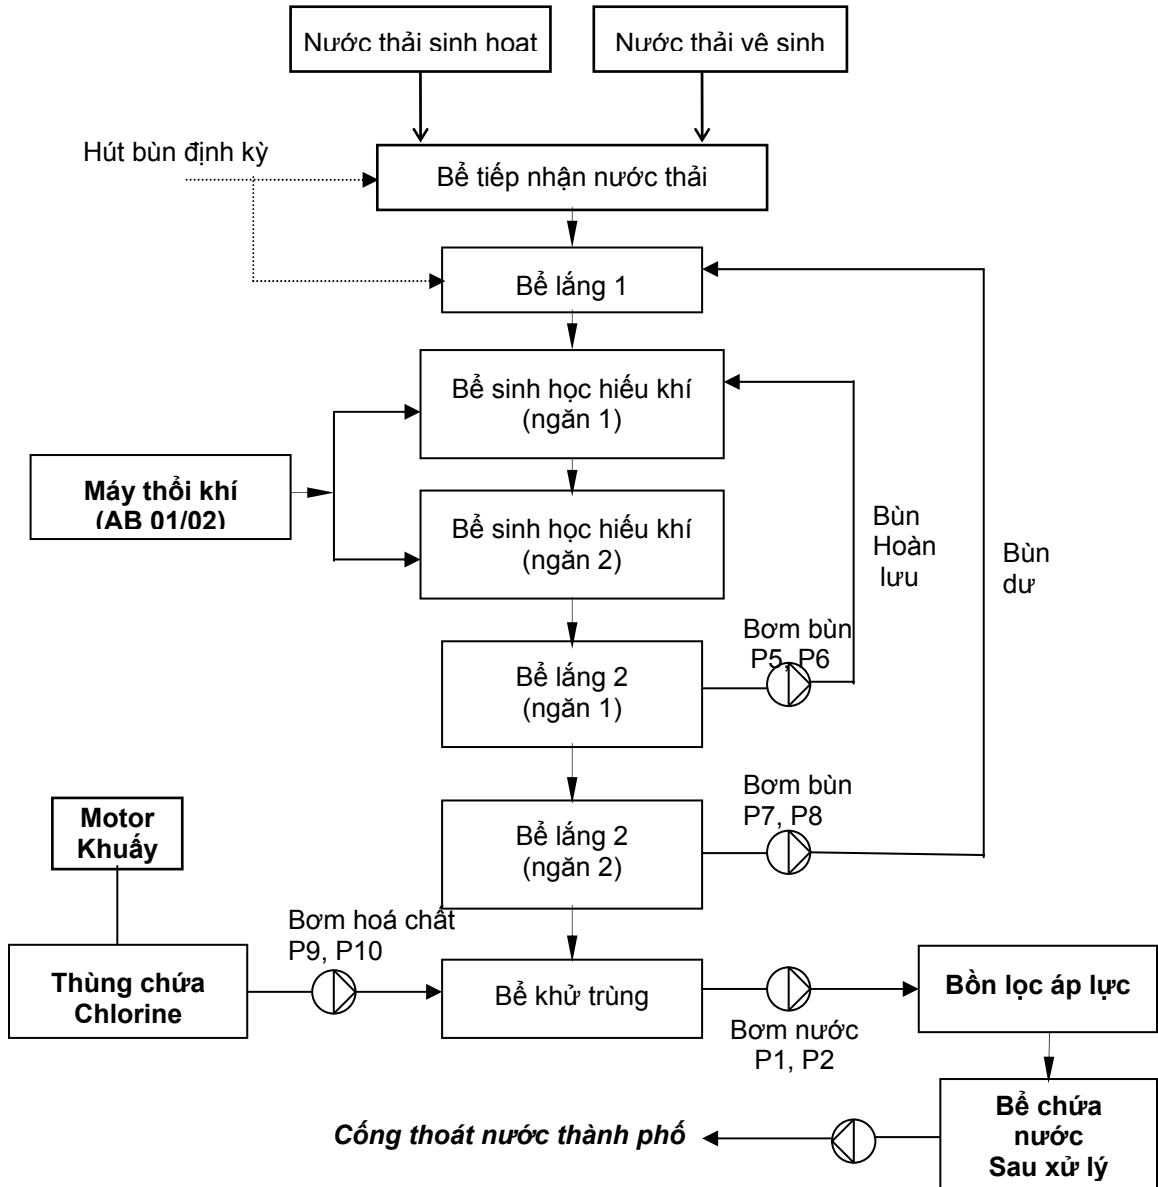 Nước thải sinh hoat
Nước thải vê sinh
Hút bùn định kỳ
Bể tiếp nhận nước thải
Bể lắng 1
Bể sinh học hiếu khí
(ngăn 1)
Máy thổi khí
(AB 01/02)
Bể sinh học hiếu khí
(ngăn 2)
Bùn
Hoàn
lưu
Bùn
dư
Bơm bùn
P5, P6
Bể lắng 2
(ngăn 1)
Bơm bùn
P7, P8
Motor
Khuấy
Bể lắng 2
(ngăn 2)
Bơm hoá chất
P9, P10
Thùng chứa
Chlorine
Bể khử trùng
Bồn lọc áp lực
Bơm nước
P1, P2
Bể chứa
nước
Sau xử lý
Cống thoát nước thành phố